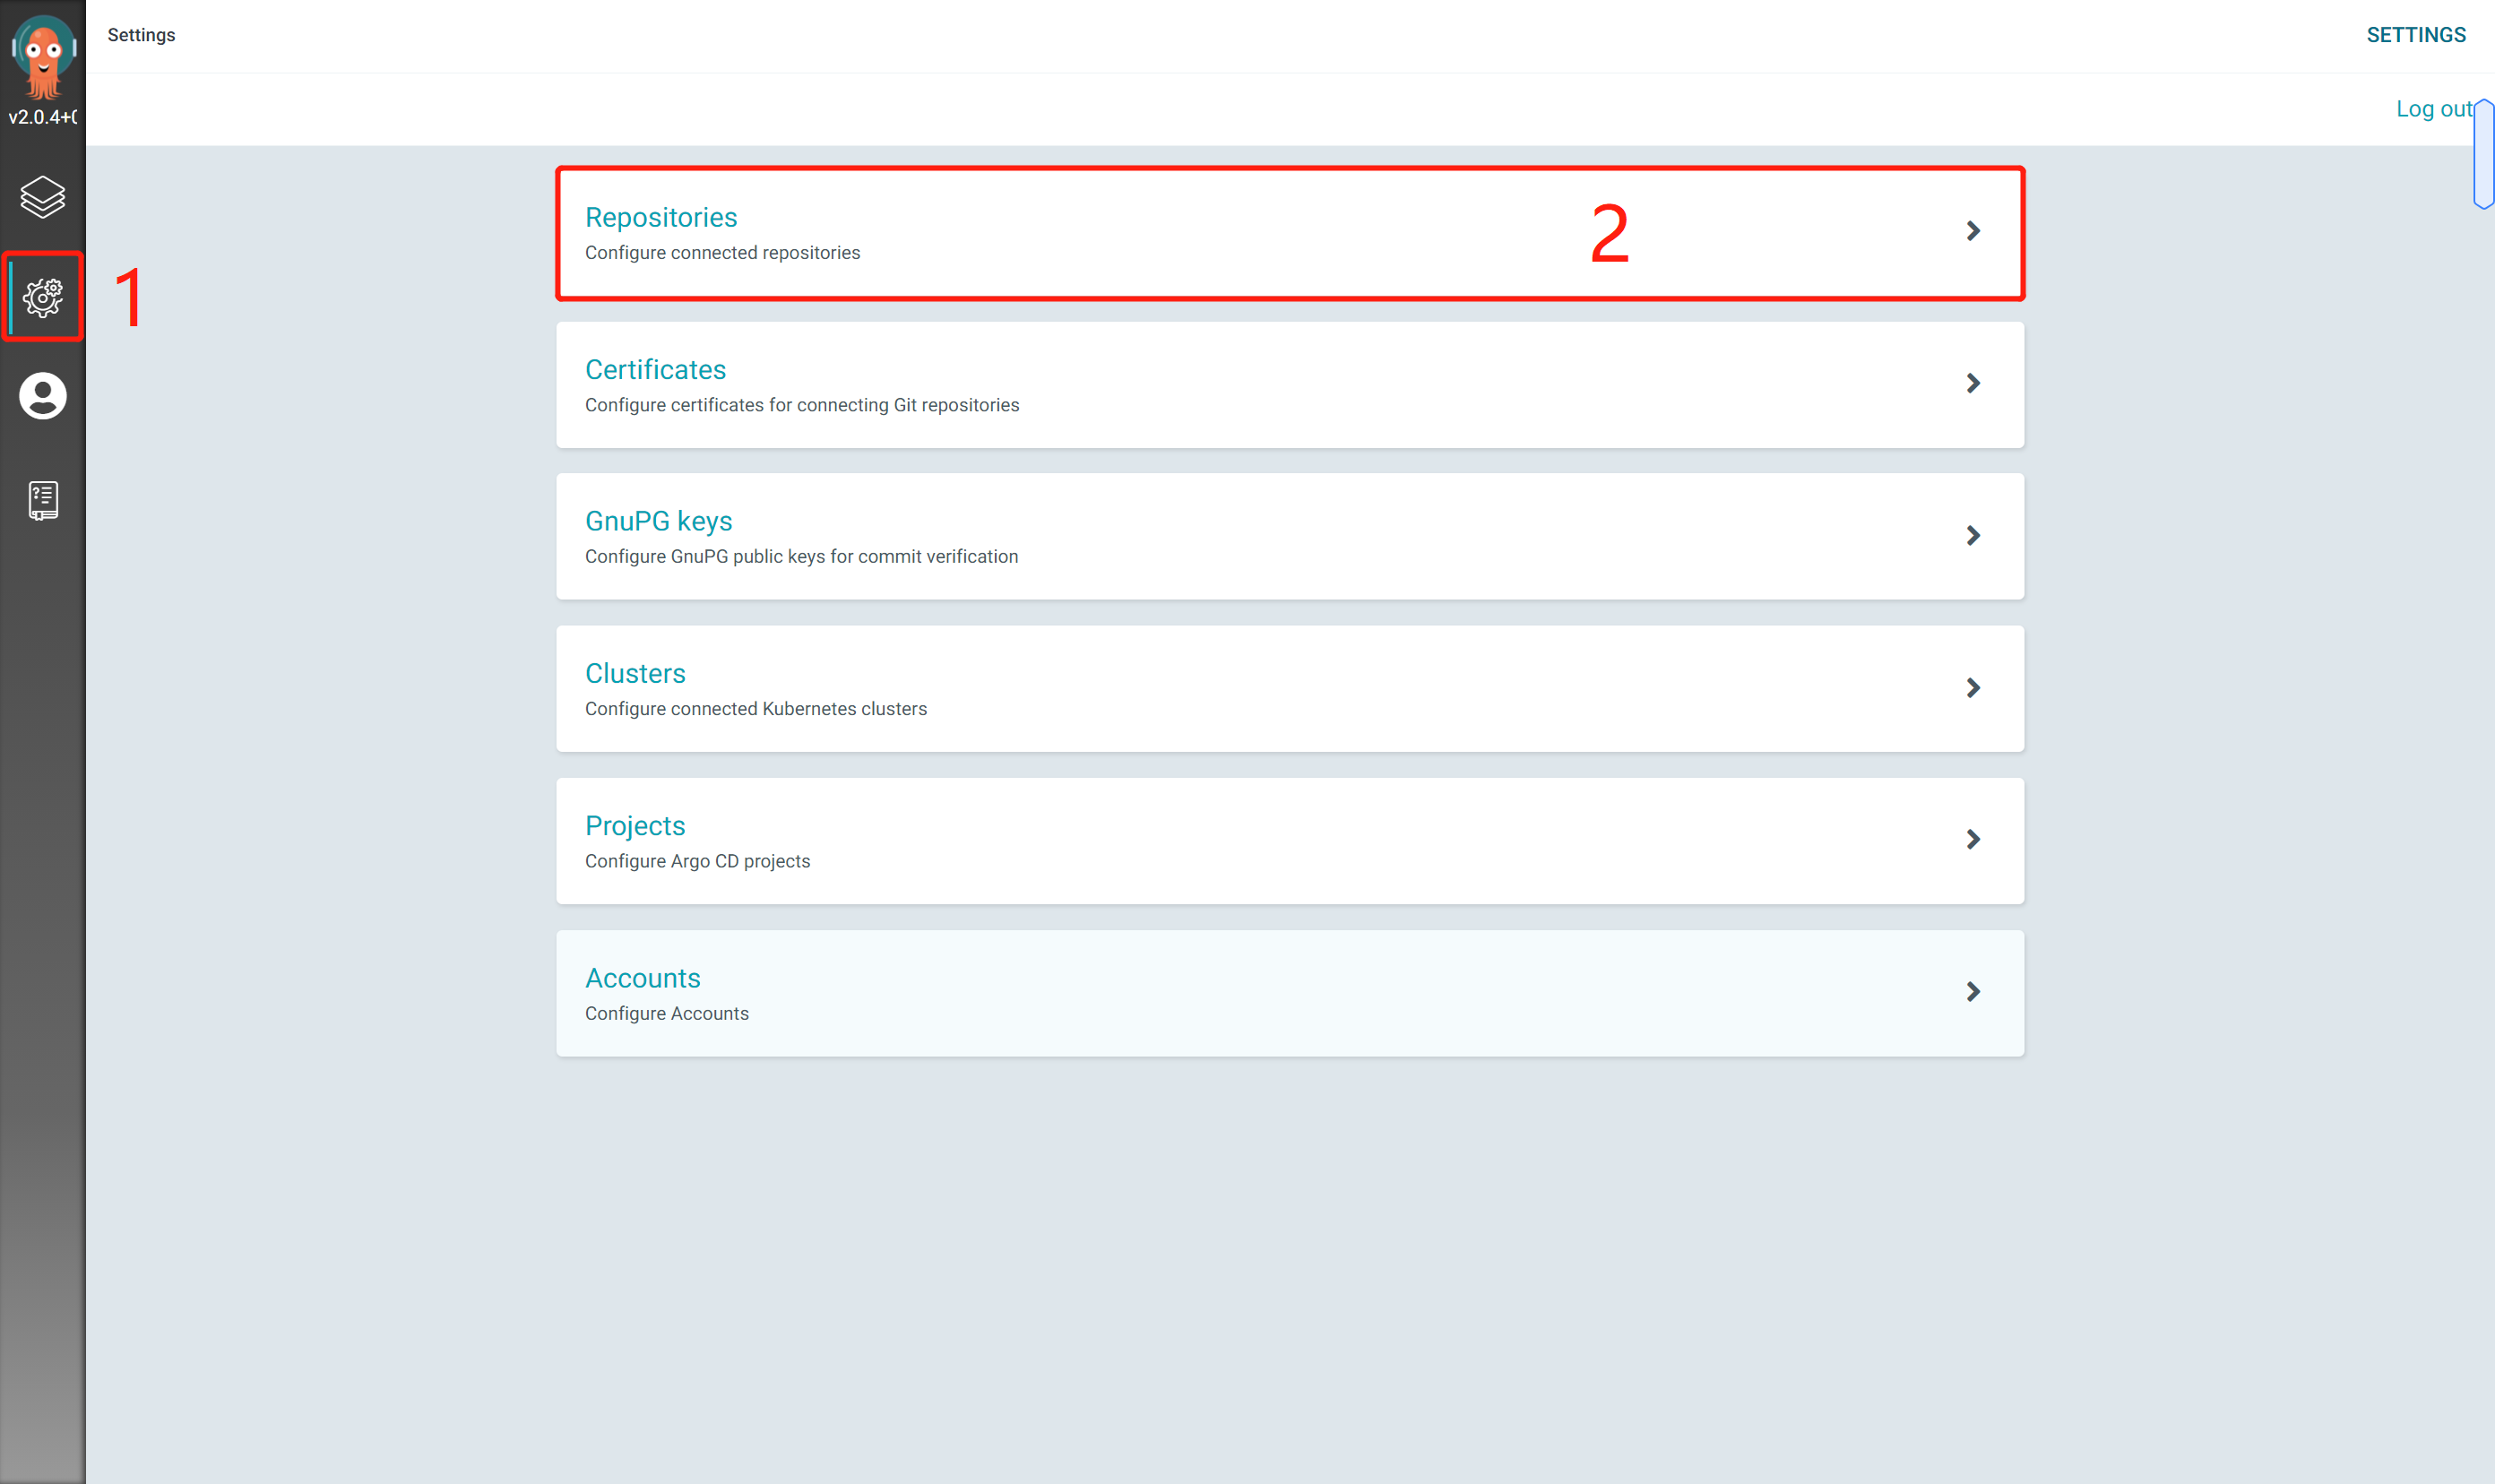 Settings
SETTINGS
v2.0.4+0
Log out
Repositories
Configure connected repositories
2
1
Certificates
Configure certificates for connecting Git repositories
GnuPG keys
Configure GnuPG public keys for commit verification
Clusters
Configure connected Kubernetes clusters
Projects
Configure Argo CD projects
Accounts
Configure Accounts